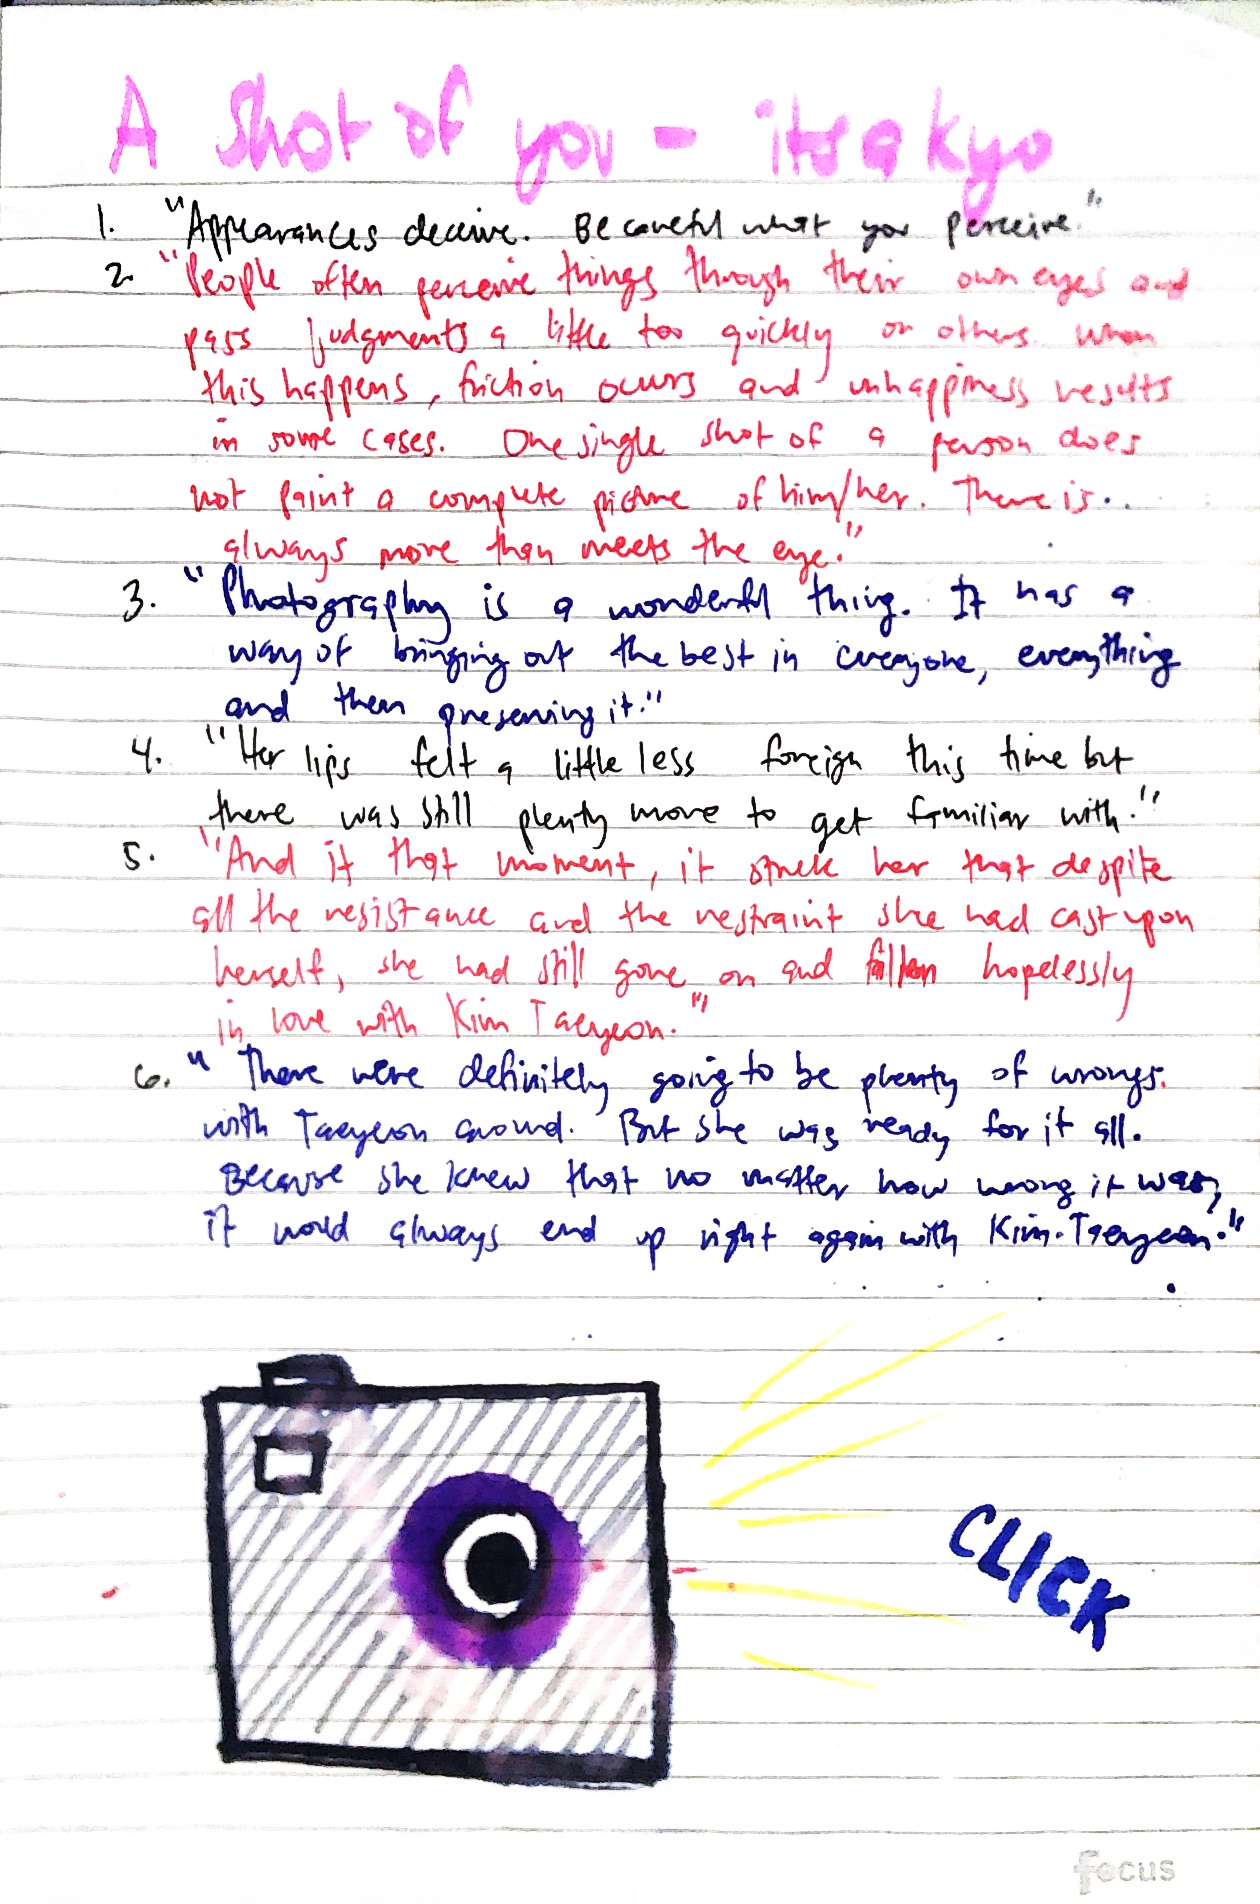 A shot of you - itsakyo
1. "Appearances deceive. Be careful what you perceive."
2. "People often perceive things through their own eyes and
pass judgments a little too quickly on others. When
this happens, friction occurs and unhappiness results
in some cases. One single shot of a person does
not paint a complete picture of him/her. There is..
always more than meets the eye."
3. "Photography is a wonderful thing. It has a
way of bringing out the best in everyone, everything
and then preserving it."
4. "Her lips felt a little less foreign this time but
there was still plenty more to get familiar with."
5. "And it that moment, it struck her that despite
all the resistance and the restraint she had cast upon
herself, she had still gone on and fallen hopelessly
in love with Kim Taeyeon."
6. "There were definitely going to be plenty of wrongs.
with Taeyeon around. But she was ready for it all.
Because she knew that no matter how wrong it was,
it would always end up right again with Kim Taeyeon."
CLICK
focus